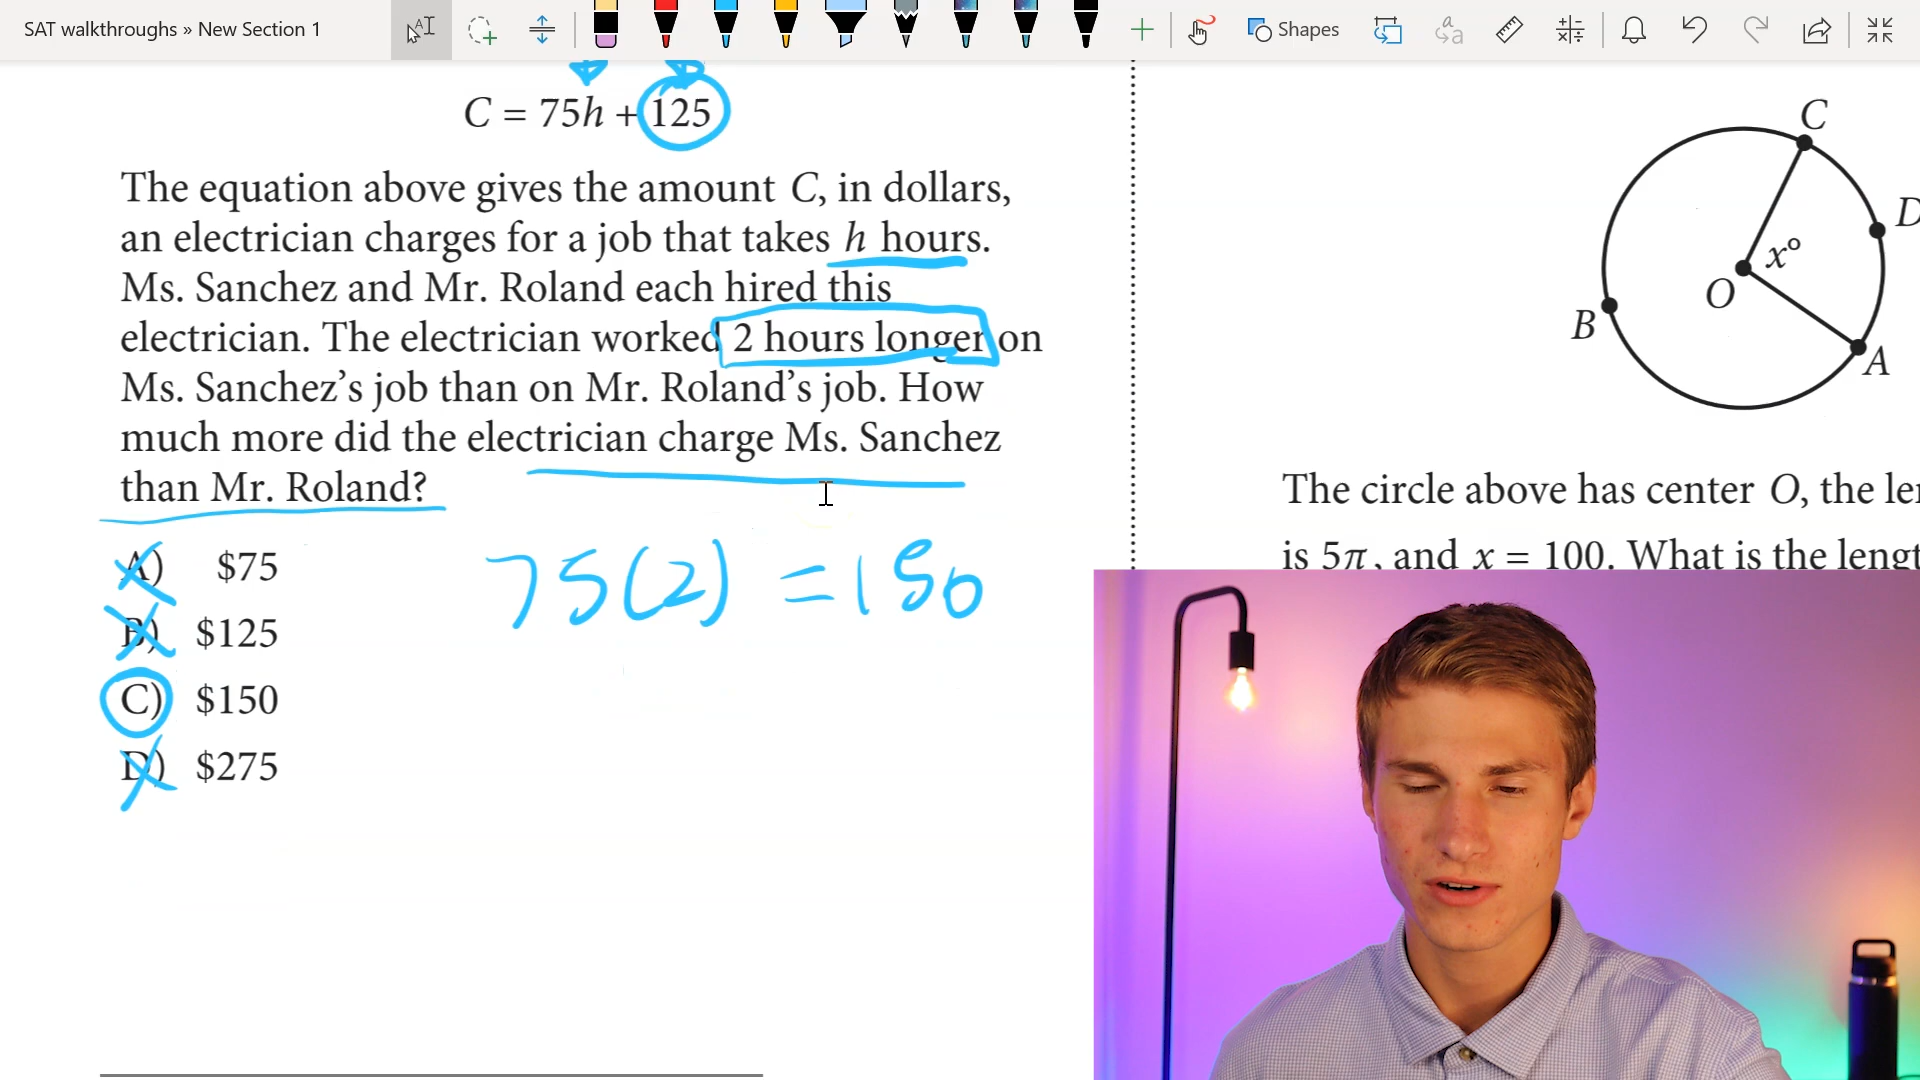 SAT walkthroughs » New Section 1
Shapes
C = 75h + 125
The equation above gives the amount C, in dollars,
an electrician charges for a job that takes h hours.
Ms. Sanchez and Mr. Roland each hired this
electrician. The electrician worked 2 hours longer on
Ms. Sanchez’s job than on Mr. Roland’s job. How
much more did the electrician charge Ms. Sanchez
than Mr. Roland?
75(2) = 150
A) $75
B) $125
C) $150
D) $275
C
D
x°
O
B
A
The circle above has center O, the
is 5π, and x = 100. What is the